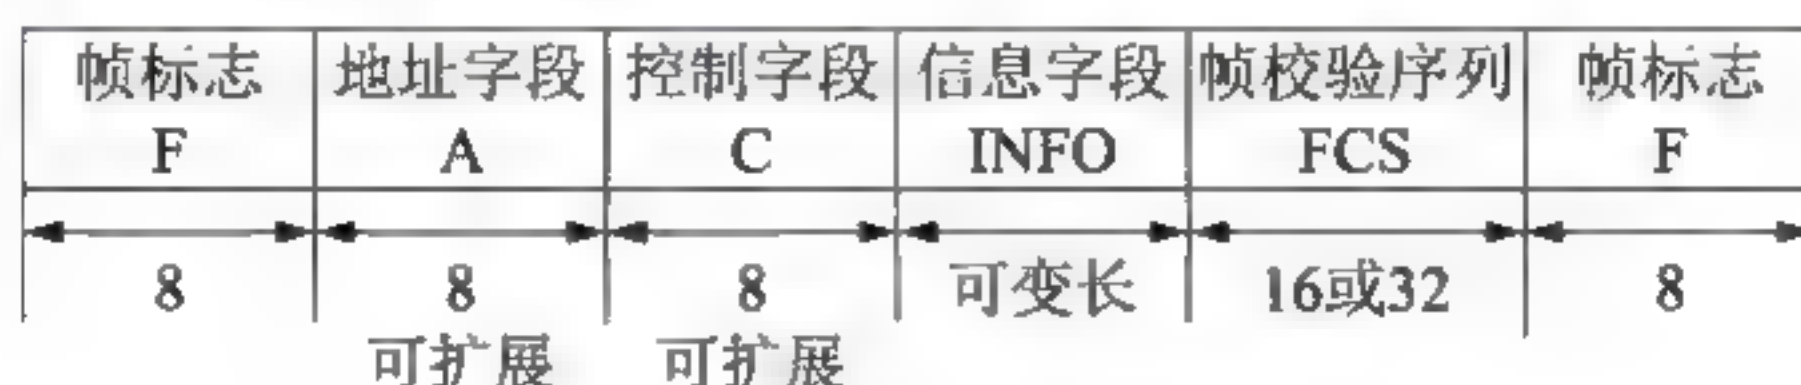 帧标志 地址字段 控制字段 信息字段 帧校验序列 帧标志
F A C INFO FCS F
8 8 8 可变长 16或32 8
可扩展 可扩展